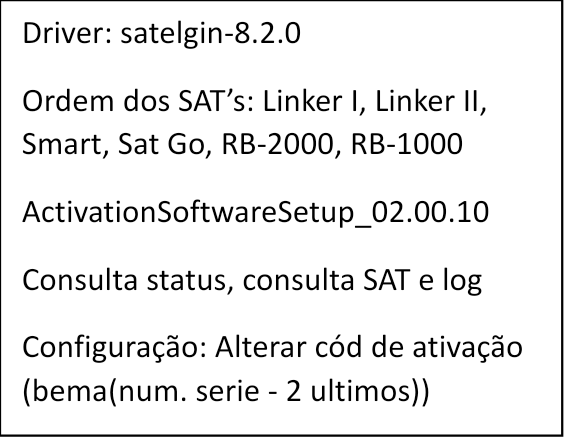 Driver: satelgin-8.2.0
Ordem dos SAT’s: Linker I, Linker II,
Smart, Sat Go, RB-2000, RB-1000
ActivationSoftwareSetup_02.00.10
Consulta status, consulta SAT e log
Configuração: Alterar cód de ativação
(bema(num. serie - 2 ultimos))